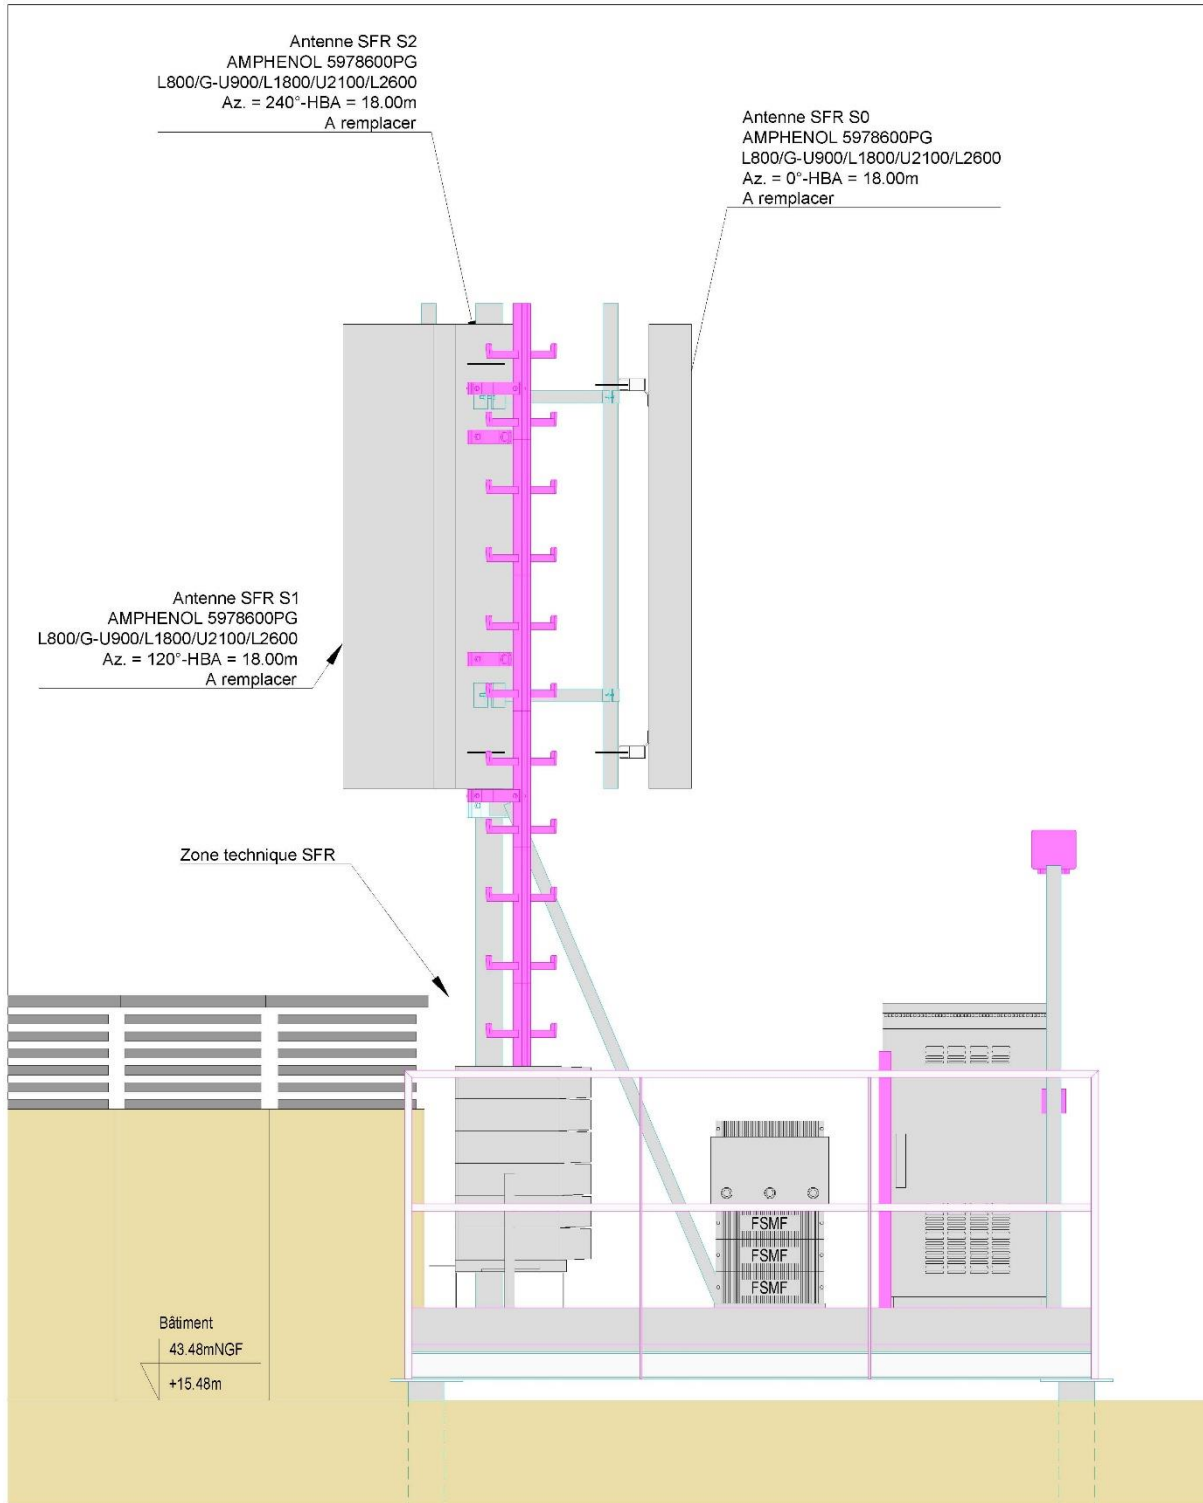 Antenne SFR S2
AMPHENOL 5978600PG
L800/G-U900/L1800/U2100/L2600
Az. = 240°-HBA = 18.00m
A remplacer
Antenne SFR S0
AMPHENOL 5978600PG
L800/G-U900/L1800/U2100/L2600
Az. = 0°-HBA = 18.00m
A remplacer
Antenne SFR S1
AMPHENOL 5978600PG
L800/G-U900/L1800/U2100/L2600
Az. = 120°-HBA = 18.00m
A remplacer
Zone technique SFR
FSMF
FSMF
FSMF
Bâtiment
43.48mNGF
+15.48m